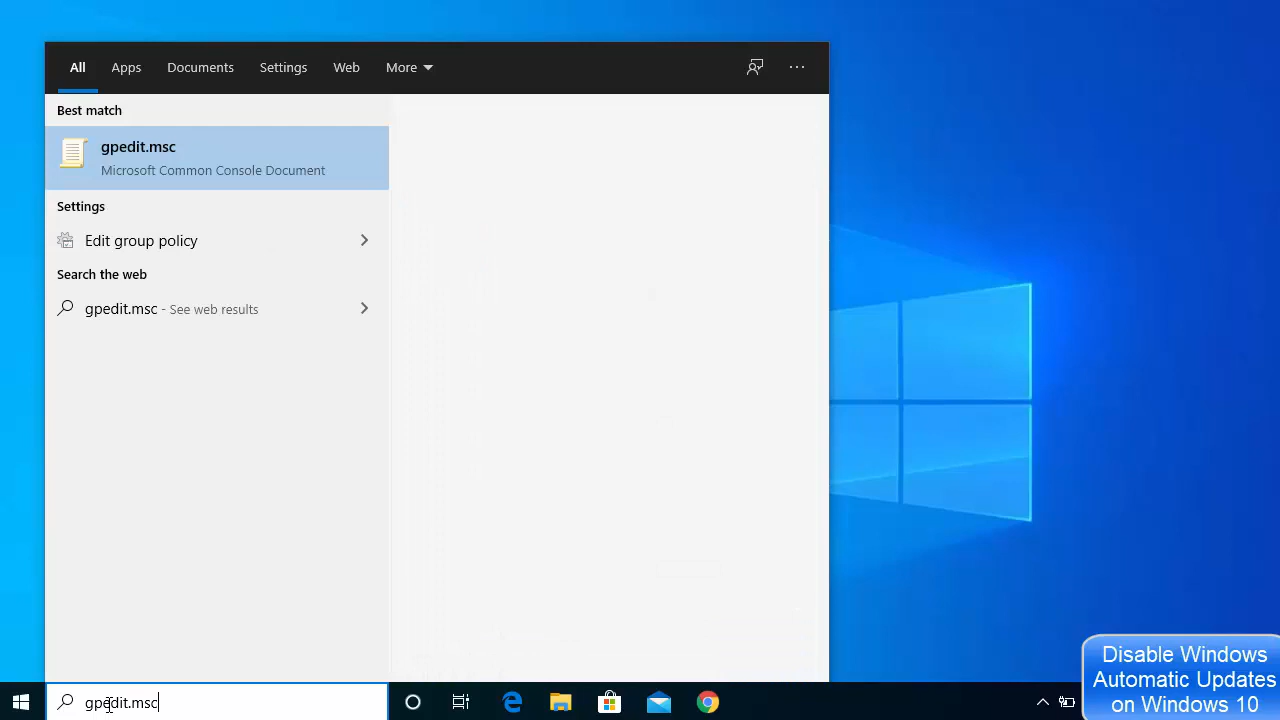 All Apps Documents Settings Web More
Best match
gpedit.msc
Microsoft Common Console Document
Settings
Edit group policy
Search the web
gpedit.msc - See web results
gpedit.msc
Disable Windows
Automatic Updates
on Windows 10